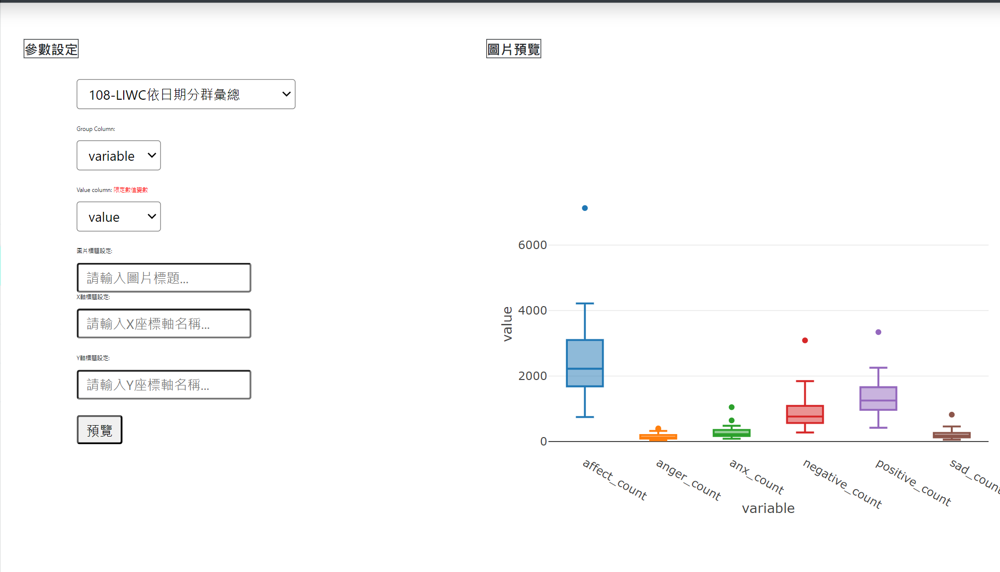 參數設定
108-LIWC依日期分群彙總
Group Column:
variable
Value column: 限定數值變數
value
圖片標題設定:
請輸入圖片標題...
X軸標題設定:
請輸入X座標軸名稱...
Y軸標題設定:
請輸入Y座標軸名稱...
預覽
圖片預覽
6000
4000
2000
0
value
affect_count
anger_count
anx_count
negative_count
positive_count
sad_count
variable